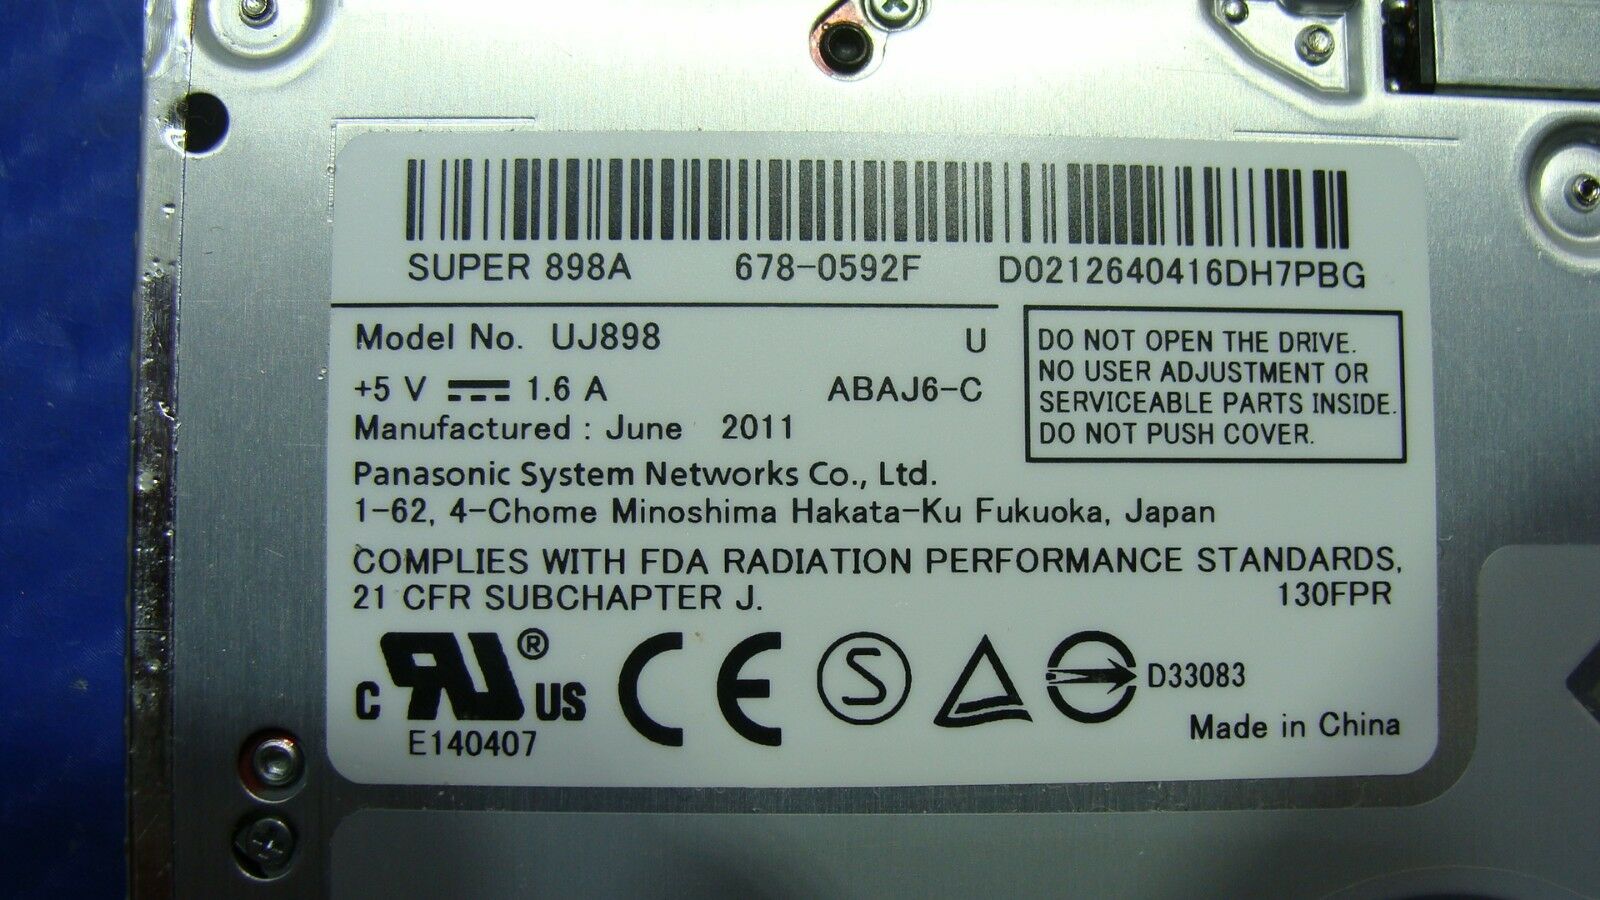 SUPER 898A 678-0592F D0212640416DH7PBG
Model No. UJ898 U
+5 V 1.6 A ABAJ6-C
Manufactured : June 2011
DO NOT OPEN THE DRIVE.
NO USER ADJUSTMENT OR
SERVICEABLE PARTS INSIDE.
DO NOT PUSH COVER.
Panasonic System Networks Co., Ltd.
1-62, 4-Chome Minoshima Hakata-Ku Fukuoka, Japan
COMPLIES WITH FDA RADIATION PERFORMANCE STANDARDS,
21 CFR SUBCHAPTER J. 130FPR
C RU ® US CE S D33083
E140407
Made in China